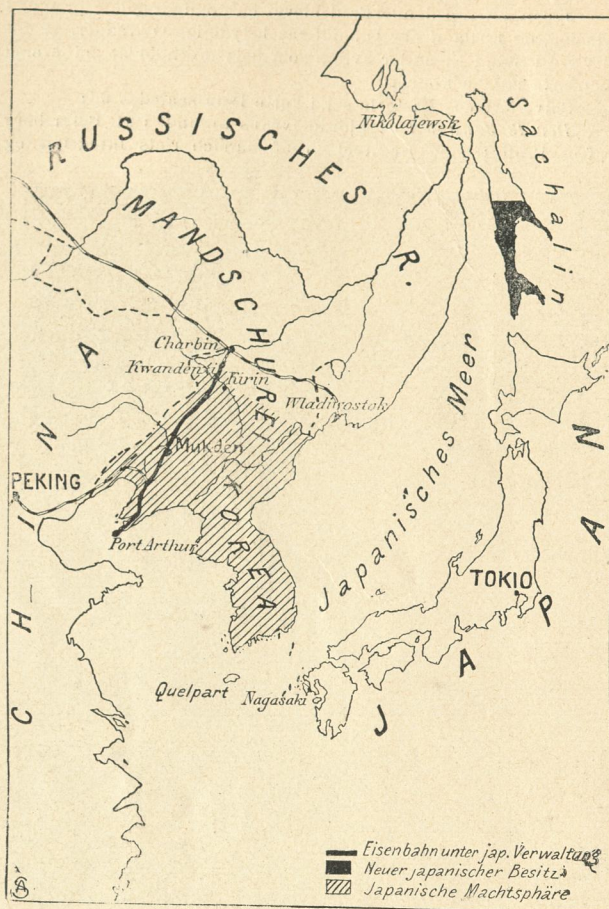 RUSSISCHES R.
Nikolajewsk
Sachalin
MANDSCHUREI
Charbin
Kwandensi
Kirin
Wladiwostok
Mukden
PEKING
Port Arthur
KOREA
CHINA
Japanisches Meer
TOKIO
JAPAN
Quelpart
Nagasaki
Eisenbahn unter jap. Verwaltung
Neuer japanischer Besitz
Japanische Machtsphäre